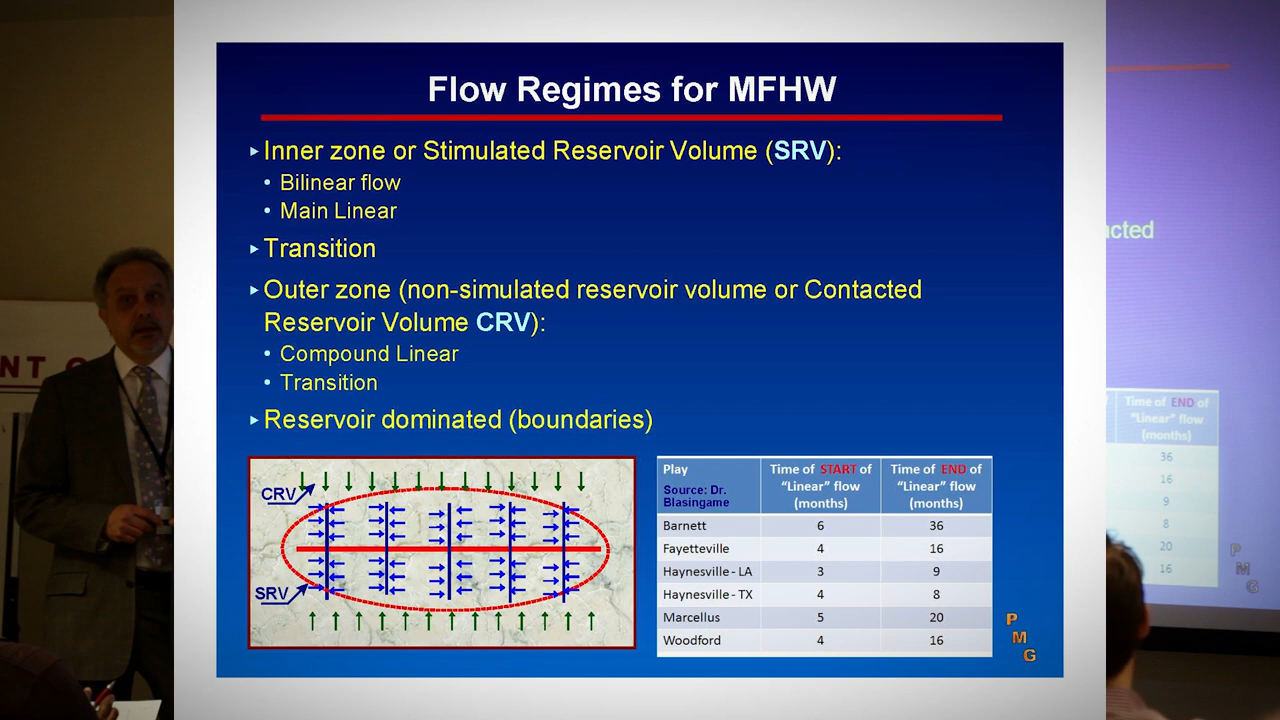 Flow Regimes for MFHW
▸Inner zone or Stimulated Reservoir Volume (SRV):
• Bilinear flow
• Main Linear
▸Transition
▸Outer zone (non-simulated reservoir volume or Contacted
Reservoir Volume CRV):
• Compound Linear
• Transition
▸Reservoir dominated (boundaries)
CRV
SRV
Play Time of START of Time of END of
Source: Dr. "Linear" flow "Linear" flow
Blasingame (months) (months)
Barnett 6 36
Fayetteville 4 16
Haynesville - LA 3 9
Haynesville - TX 4 8
Marcellus 5 20
Woodford 4 16
P
M
G
NT
acted
Time of END of
"Linear" flow
(months)
36
16
9
8
20
16
P
M
G